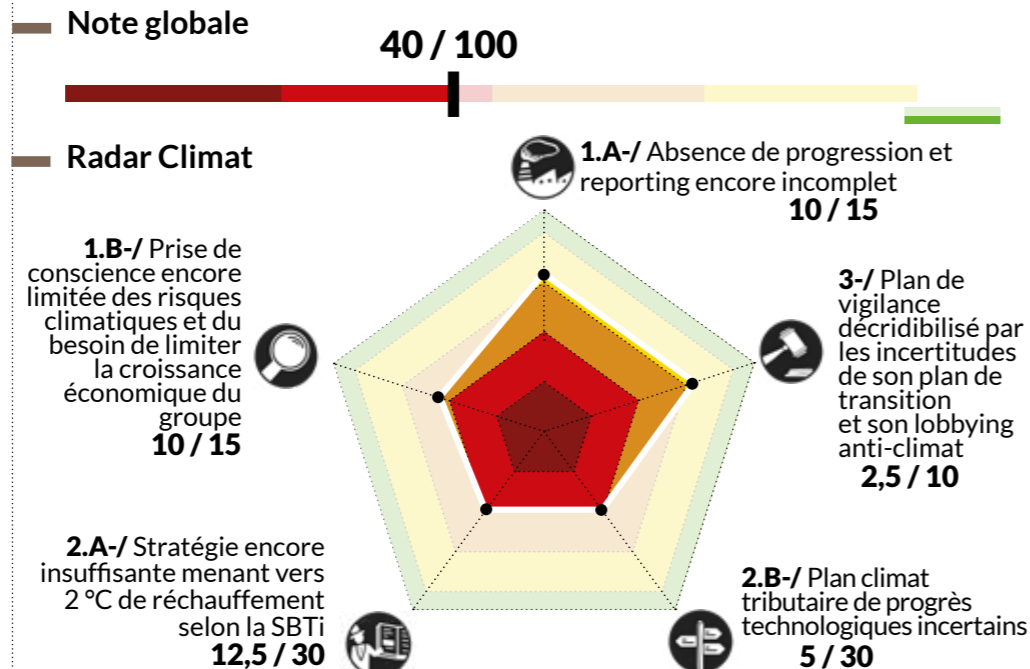 Note globale
40 / 100
Radar Climat
1.A-/ Absence de progression et
reporting encore incomplet
10 / 15
1.B-/ Prise de
conscience encore
limitée des risques
climatiques et du
besoin de limiter
la croissance
économique du
groupe
10 / 15
3-/ Plan de
vigilance
décridibilisé par
les incertitudes
de son plan de
transition
et son lobbying
anti-climat
2,5 / 10
2.A-/ Stratégie encore
insuffisante menant vers
2 °C de réchauffement
selon la SBTi
12,5 / 30
2.B-/ Plan climat
tributaire de progrès
technologiques incertains
5 / 30